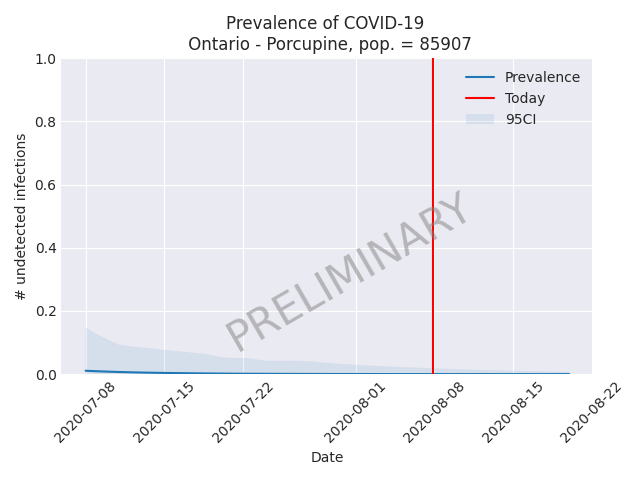 Prevalence of COVID-19
Ontario - Porcupine, pop. = 85907
1.0
0.8
0.6
0.4
0.2
0.0
# undetected infections
Prevalence
Today
95CI
PRELIMINARY
2020-07-08
2020-07-15
2020-07-22
2020-08-01
2020-08-08
2020-08-15
2020-08-22
Date